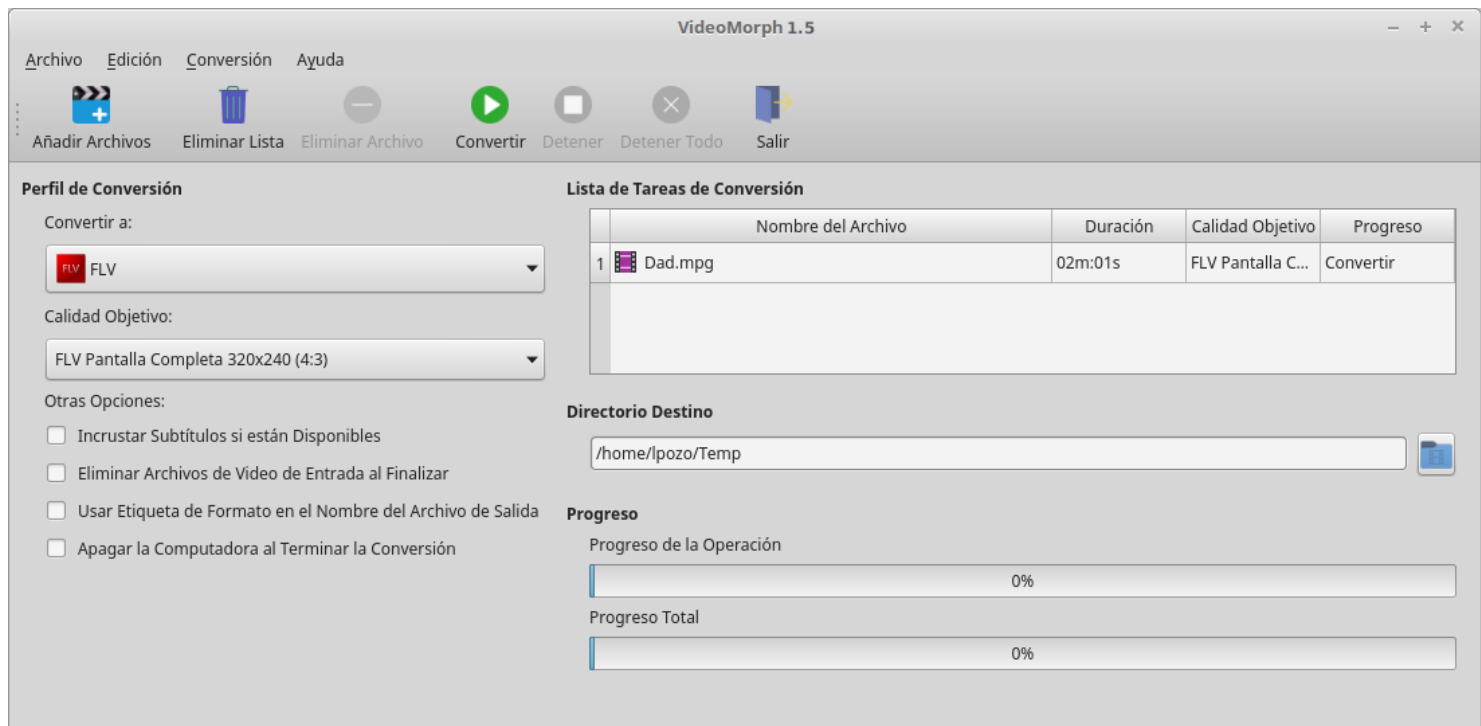 VideoMorph 1.5
Archivo Edición Conversión Ayuda
Añadir Archivos Eliminar Lista Eliminar Archivo Convertir Detener Detener Todo Salir
Perfil de Conversión
Convertir a:
FLV FLV
Calidad Objetivo:
FLV Pantalla Completa 320x240 (4:3)
Otras Opciones:
Incrustar Subtítulos si están Disponibles
Eliminar Archivos de Video de Entrada al Finalizar
Usar Etiqueta de Formato en el Nombre del Archivo de Salida
Apagar la Computadora al Terminar la Conversión
Lista de Tareas de Conversión
Nombre del Archivo Duración Calidad Objetivo Progreso
1 Dad.mpg 02m:01s FLV Pantalla C... Convertir
Directorio Destino
/home/lpozo/Temp
Progreso
Progreso de la Operación
0%
Progreso Total
0%